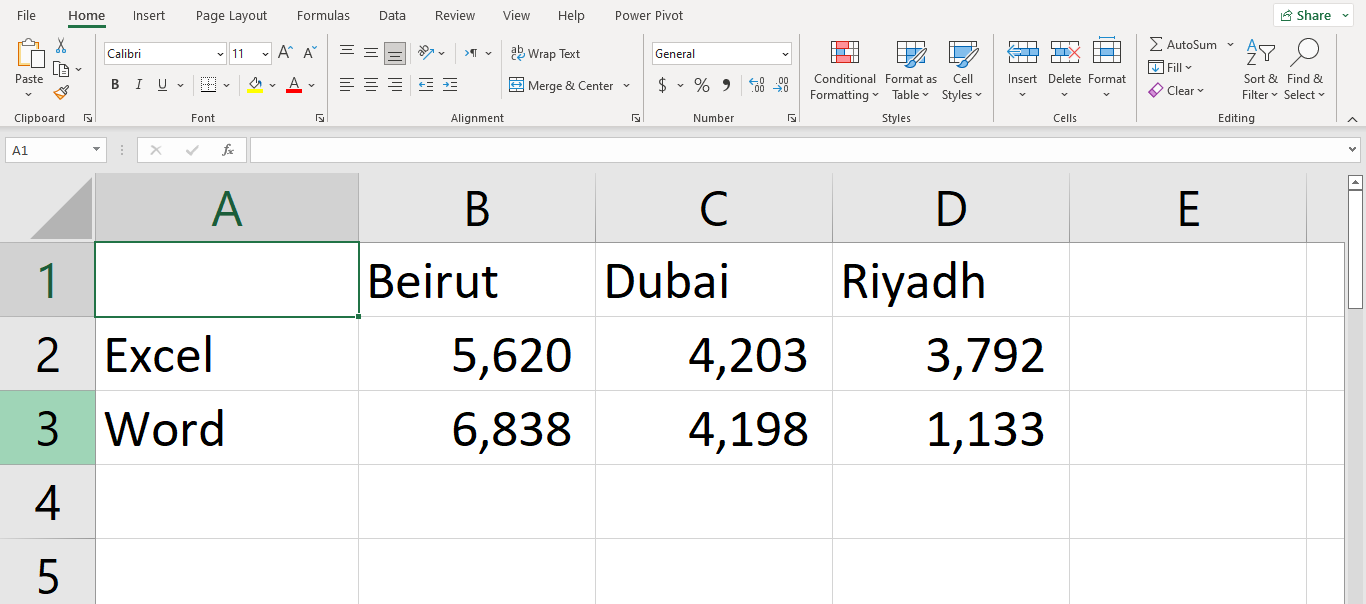 File Home Insert Page Layout Formulas Data Review View Help Power Pivot Share
Calibri 11 ab Wrap Text General AutoSum
Paste Conditional Format as Cell Insert Delete Format Fill Sort & Find &
B I U A Merge & Center $ % Formatting Table Styles Clear Filter Select
Clipboard Font Alignment Number Styles Cells Editing
A1 fx
A B C D E
1 Beirut Dubai Riyadh
2 Excel 5,620 4,203 3,792
3 Word 6,838 4,198 1,133
4
5